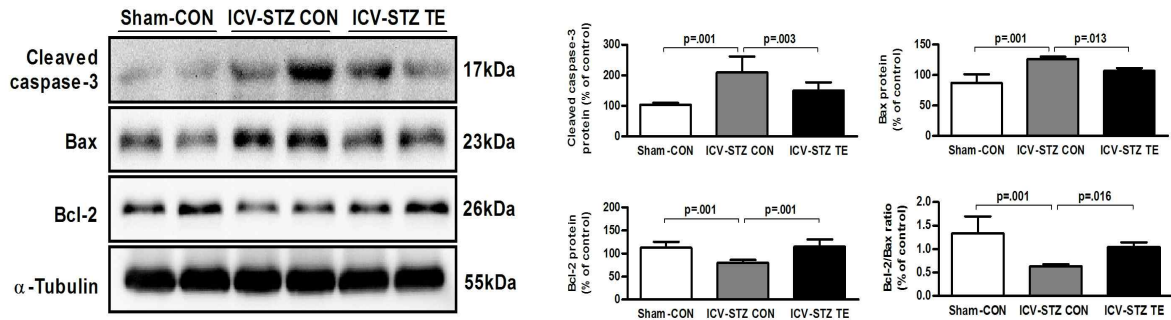 Sham-CON ICV-STZ CON ICV-STZ TE
Cleaved
caspase-3
17kDa
Bax
23kDa
Bcl-2
26kDa
α-Tubulin
55kDa
Cleaved caspase-3
protein (% of control)
300
200
100
0
p=.001
p=.003
Sham-CON ICV-STZ CON ICV-STZ TE
Bax protein
(% of control)
150
100
50
0
p=.001
p=.013
Sham-CON ICV-STZ CON ICV-STZ TE
Bcl-2 protein
(% of control)
200
150
100
50
0
p=.001
p=.001
Sham-CON ICV-STZ CON ICV-STZ TE
Bcl-2/Bax ratio
(% of control)
2.0
1.5
1.0
0.5
0.0
p=.001
p=.016
Sham-CON ICV-STZ CON ICV-STZ TE